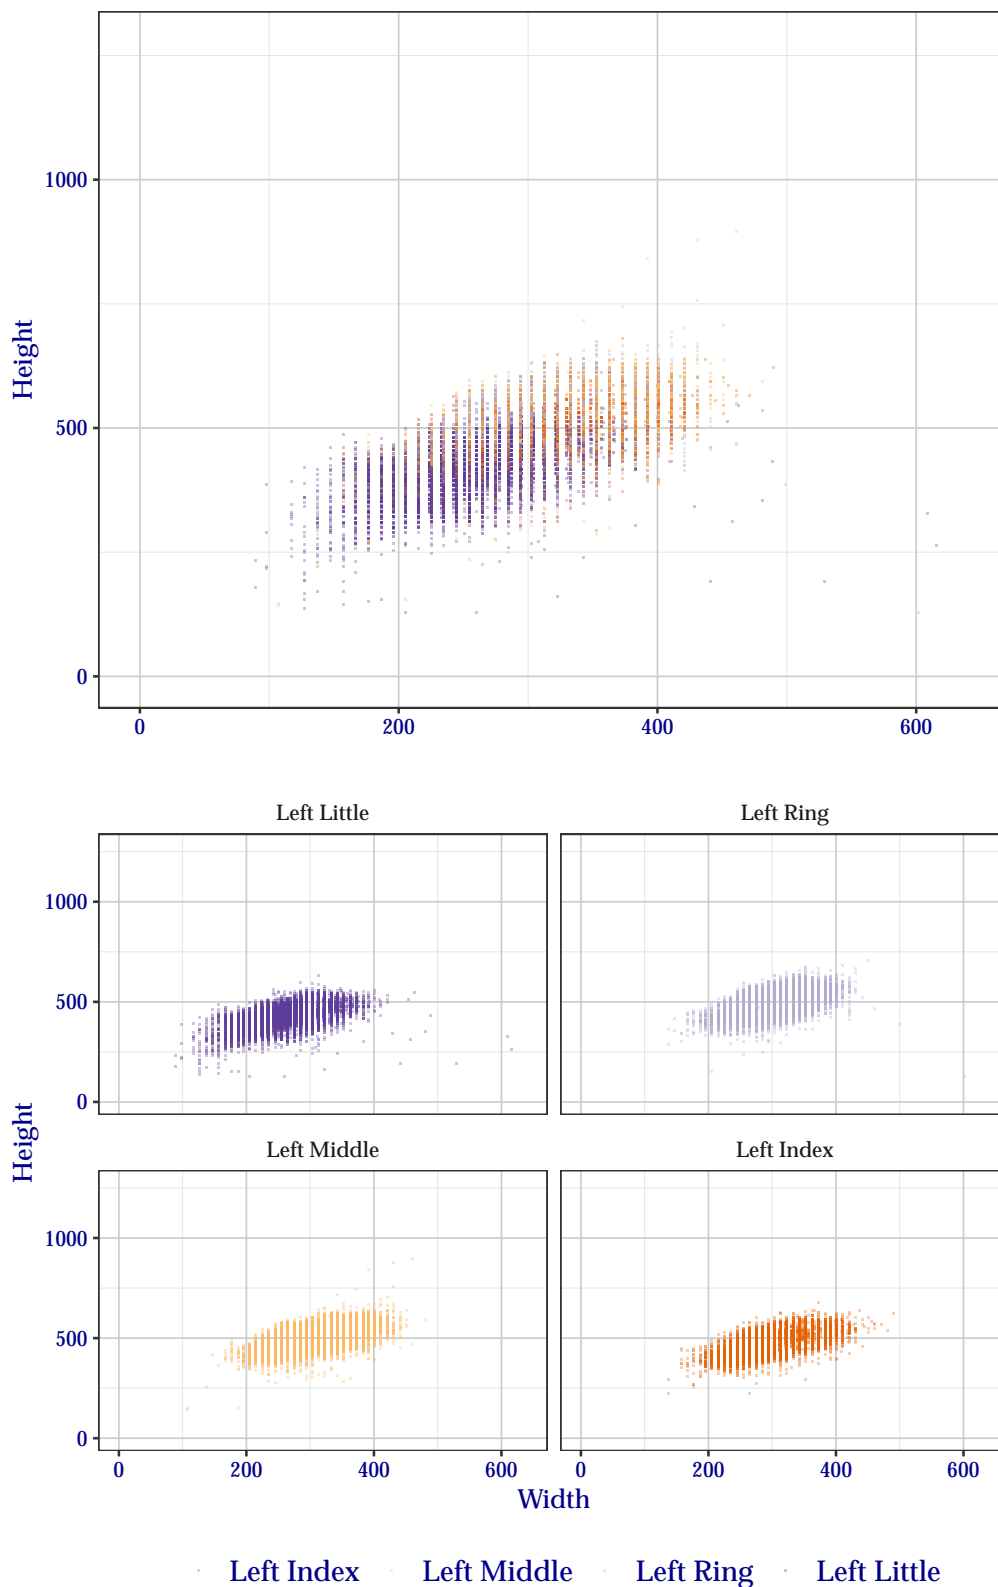 1000
Height
500
0
0 200 400 600
Left Little Left Ring
1000
500
0
Height
Left Middle Left Index
1000
500
0
0 200 400 600 0 200 400 600
Width
Left Index Left Middle Left Ring Left Little